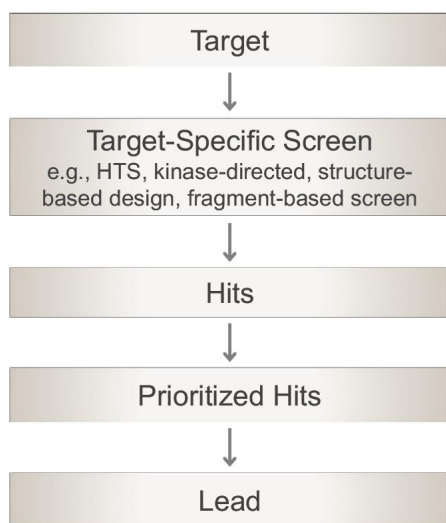 Target
Target-Specific Screen
e.g., HTS, kinase-directed, structure-
based design, fragment-based screen
Hits
Prioritized Hits
Lead